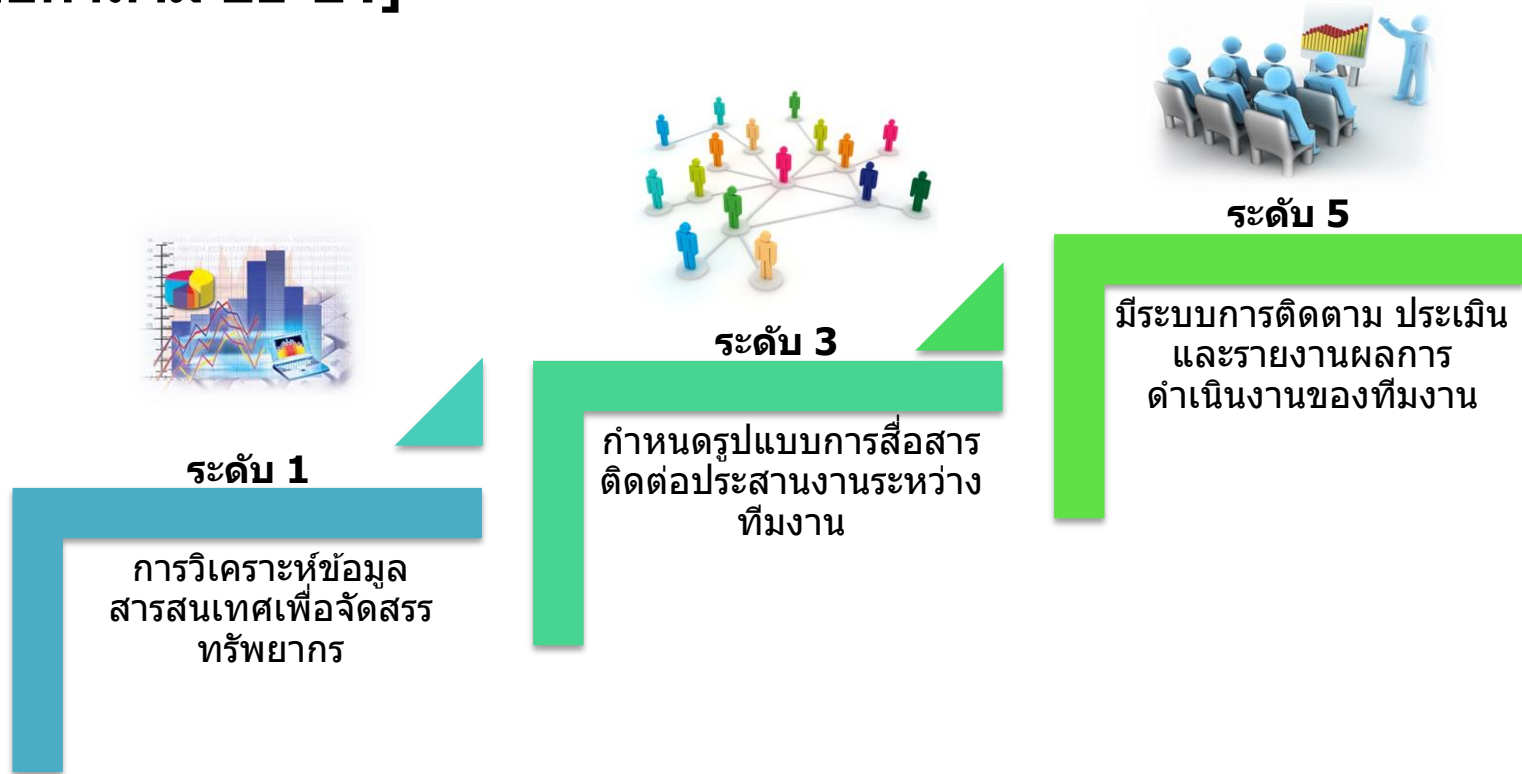 ระดับ 5
มีระบบการติดตาม ประเมิน
และรายงานผลการ
ดำเนินงานของทีมงาน
ระดับ 3
กำหนดรูปแบบการสื่อสาร
ติดต่อประสานงานระหว่าง
ทีมงาน
ระดับ 1
การวิเคราะห์ข้อมูล
สารสนเทศเพื่อจัดสรร
ทรัพยากร